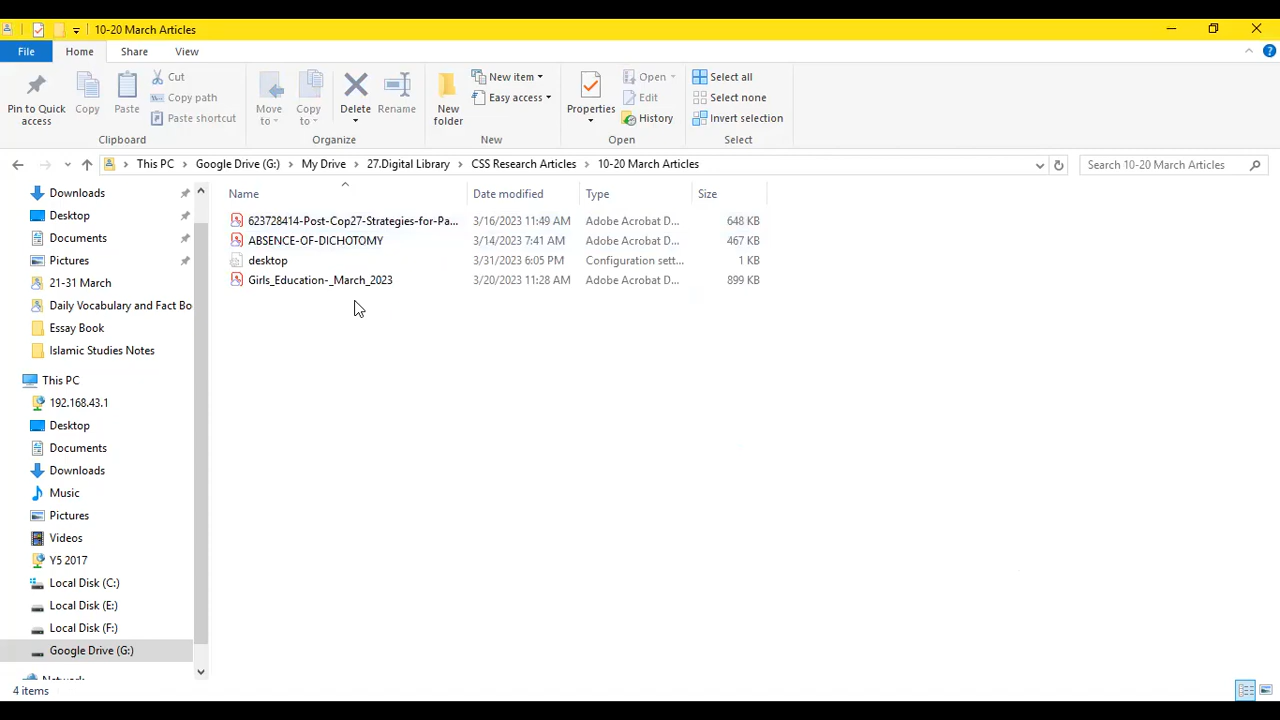 10-20 March Articles
File Home Share View
Pin to Quick access
Copy
Paste
Cut
Copy path
Paste shortcut
Clipboard
Move to
Copy to
Delete
Rename
Organize
New folder
New item
Easy access
New
Properties
Open
Edit
History
Open
Select all
Select none
Invert selection
Select
This PC > Google Drive (G:) > My Drive > 27.Digital Library > CSS Research Articles > 10-20 March Articles
Search 10-20 March Articles
Downloads
Desktop
Documents
Pictures
21-31 March
Daily Vocabulary and Fact Bo
Essay Book
Islamic Studies Notes
This PC
192.168.43.1
Desktop
Documents
Downloads
Music
Pictures
Videos
Y5 2017
Local Disk (C:)
Local Disk (E:)
Local Disk (F:)
Google Drive (G:)
Network
Name Date modified Type Size
623728414-Post-Cop27-Strategies-for-Pa... 3/16/2023 11:49 AM Adobe Acrobat D... 648 KB
ABSENCE-OF-DICHOTOMY 3/14/2023 7:41 AM Adobe Acrobat D... 467 KB
desktop 3/31/2023 6:05 PM Configuration sett... 1 KB
Girls_Education-_March_2023 3/20/2023 11:28 AM Adobe Acrobat D... 899 KB
4 items